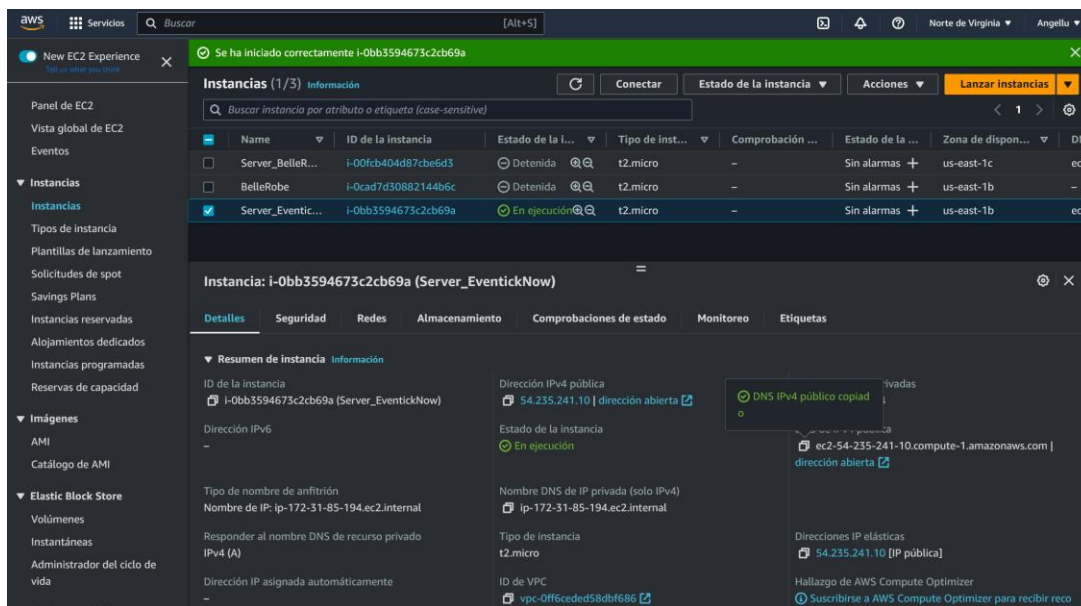 aws Servicios Buscar [Alt+S] Norte de Virginia Angellu
New EC2 Experience
Tell us what you think
Se ha iniciado correctamente i-0bb3594673c2cb69a
Instancias (1/3) Información Conectar Estado de la instancia Acciones Lanzar instancias
Buscar instancia por atributo o etiqueta (case-sensitive) 1
Name ID de la instancia Estado de la i... Tipo de inst... Comprobación ... Estado de la ... Zona de dispon...
Server_BelleR... i-00fcb404d87cbe6d3 Detenida t2.micro – Sin alarmas us-east-1c
BelleRobe i-0cad7d30882144b6c Detenida t2.micro – Sin alarmas us-east-1b –
Server_Eventic... i-0bb3594673c2cb69a En ejecución t2.micro – Sin alarmas us-east-1b
Panel de EC2
Vista global de EC2
Eventos
Instancias
Instancias
Tipos de instancia
Plantillas de lanzamiento
Solicitudes de spot
Savings Plans
Instancias reservadas
Alojamientos dedicados
Instancias programadas
Reservas de capacidad
Imágenes
AMI
Catálogo de AMI
Elastic Block Store
Volúmenes
Instantáneas
Administrador del ciclo de
vida
Instancia: i-0bb3594673c2cb69a (Server_EventickNow)
Detalles Seguridad Redes Almacenamiento Comprobaciones de estado Monitoreo Etiquetas
Resumen de instancia Información
ID de la instancia
i-0bb3594673c2cb69a (Server_EventickNow)
Dirección IPv4 pública
54.235.241.10 | dirección abierta
DNS IPv4 público copiad
o
Dirección IPv6
–
Estado de la instancia
En ejecución
ec2-54-235-241-10.compute-1.amazonaws.com |
dirección abierta
Tipo de nombre de anfitrión
Nombre de IP: ip-172-31-85-194.ec2.internal
Nombre DNS de IP privada (solo IPv4)
ip-172-31-85-194.ec2.internal
Responder al nombre DNS de recurso privado
IPv4 (A)
Tipo de instancia
t2.micro
Direcciones IP elásticas
54.235.241.10 [IP pública]
Dirección IP asignada automáticamente
–
ID de VPC
vpc-0ff6ceded58dbf686
Hallazgo de AWS Compute Optimizer
Suscribirse a AWS Compute Optimizer para recibir reco